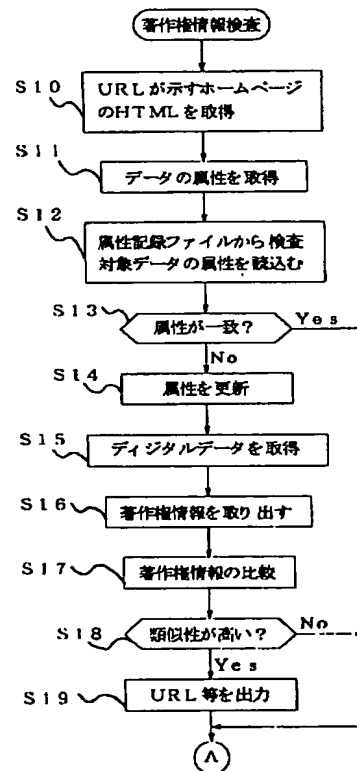 著作権情報検査
S10
URLが示すホームページ
のHTMLを取得
S11
データの属性を取得
S12
属性記録ファイルから検査
対象データの属性を読込む
S13
属性が一致?
Yes
No
S14
属性を更新
S15
ディジタルデータを取得
S16
著作権情報を取り出す
S17
著作権情報の比較
S18
類似性が高い?
No
Yes
S19
URL等を出力
A